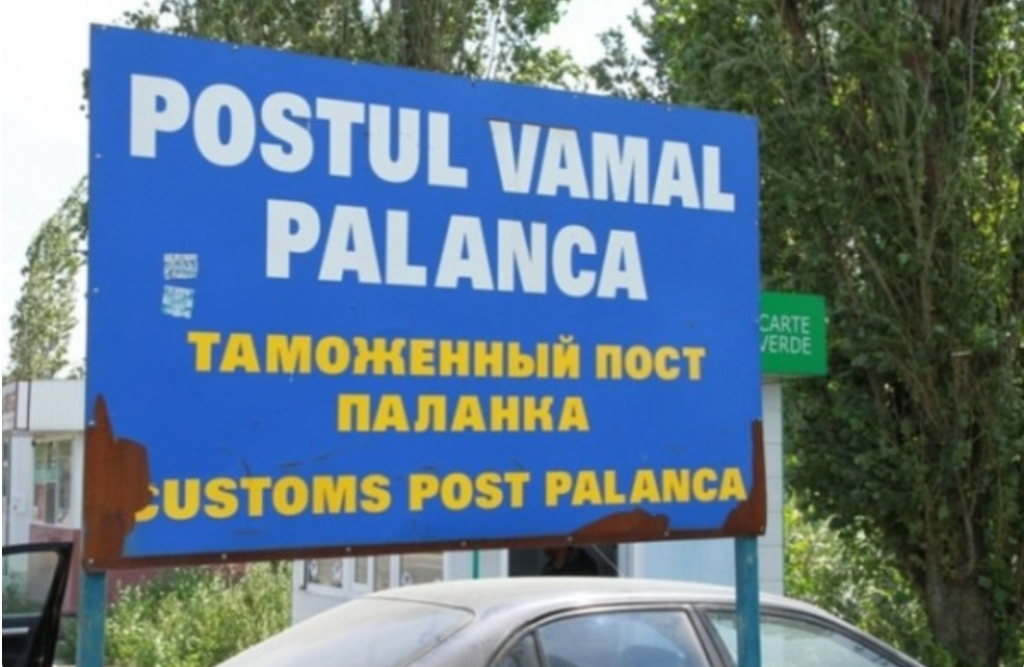 POSTUL VAMAL
PALANCA
ТАМОЖЕННЫЙ ПОСТ
ПАЛАНКА
CUSTOMS POST PALANCA
CARTE
VERDE